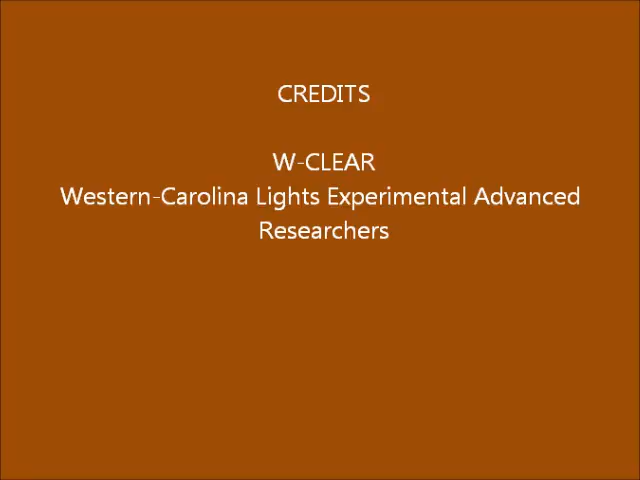 CREDITS
W-CLEAR
Western-Carolina Lights Experimental Advanced
Researchers